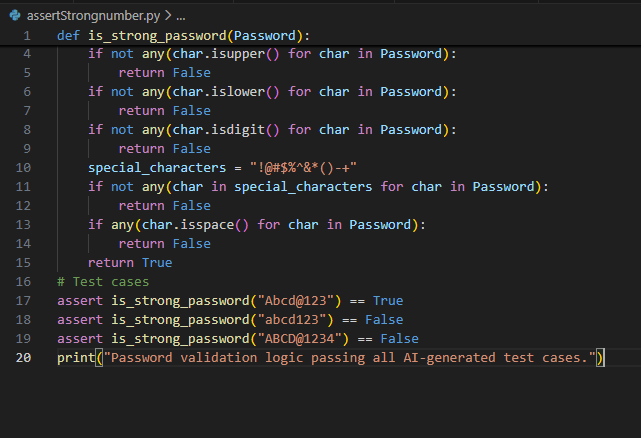 assertStrongnumber.py > ...
1 def is_strong_password(Password):
4     if not any(char.isupper() for char in Password):
5         return False
6     if not any(char.islower() for char in Password):
7         return False
8     if not any(char.isdigit() for char in Password):
9         return False
10     special_characters = "!@#$%^&*()-+"
11     if not any(char in special_characters for char in Password):
12         return False
13     if any(char.isspace() for char in Password):
14         return False
15     return True
16 # Test cases
17 assert is_strong_password("Abcd@123") == True
18 assert is_strong_password("abcd123") == False
19 assert is_strong_password("ABCD@1234") == False
20 print("Password validation logic passing all AI-generated test cases.")